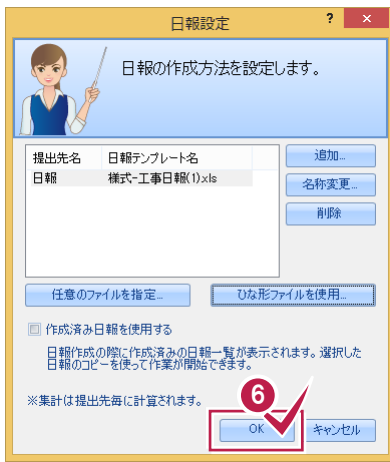 日報設定
? ×
日報の作成方法を設定します。
提出先名 日報テンプレート名
日報 様式-工事日報(1).xls
追加...
名称変更...
削除
任意のファイルを指定... ひな形ファイルを使用...
作成済み日報を使用する
日報作成の際に作成済みの日報一覧が表示されます。選択した
日報のコピーを使って作業が開始できます。
※集計は提出先毎に計算されます。
6
OK キャンセル